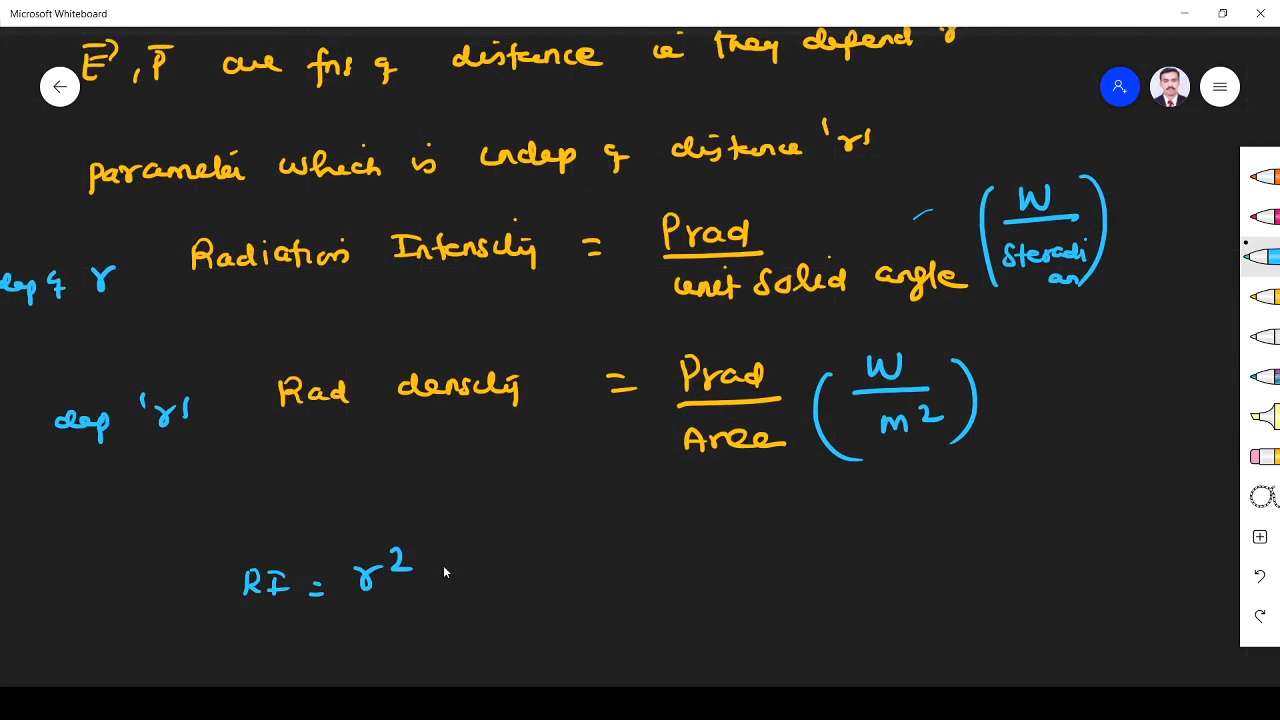 Microsoft Whiteboard
E, P are fns of distance ie they depend r
parameter which is indep of distance 'r'
dep of r Radiation Intensity = Prad / unit solid angle (W / Steradian)
dep 'r' Rad density = Prad / Area (W / m²)
RI = r²